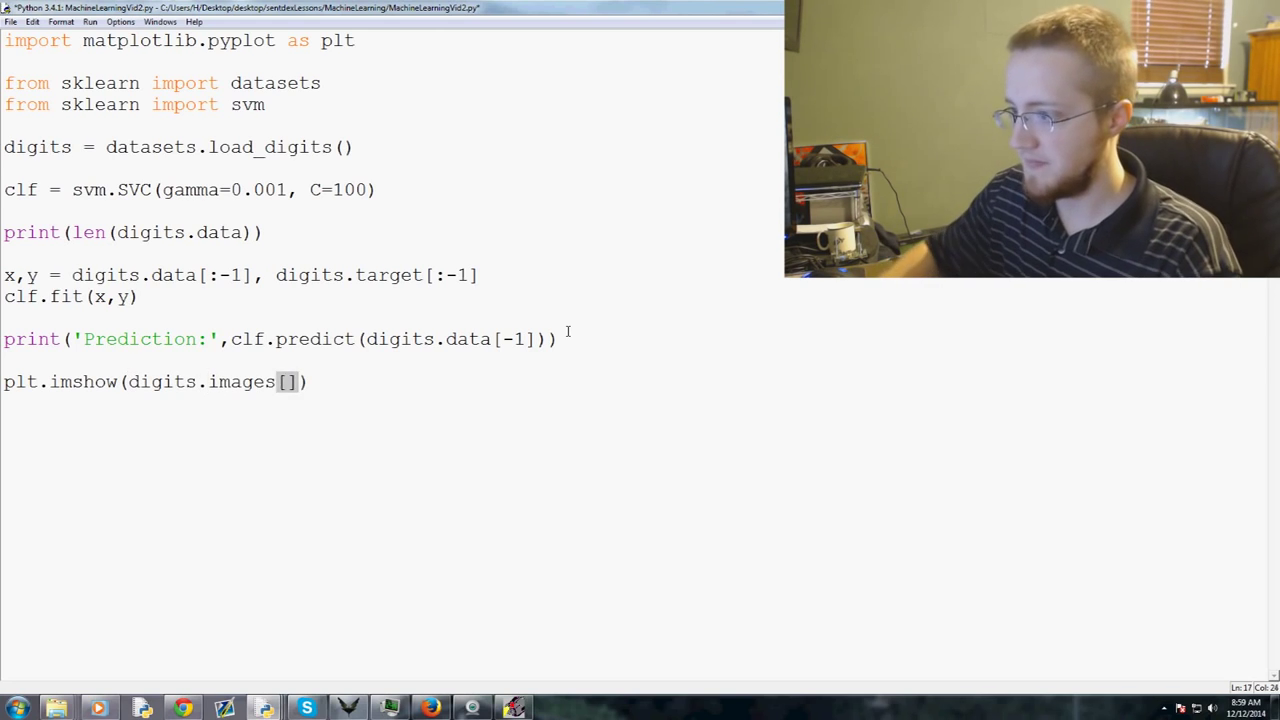 *Python 3.4.1: MachineLearningVid2.py - C:/Users/H/Desktop/desktop/sentdexLessons/MachineLearning/MachineLearningVid2.py*
File Edit Format Run Options Windows Help
import matplotlib.pyplot as plt
from sklearn import datasets
from sklearn import svm
digits = datasets.load_digits()
clf = svm.SVC(gamma=0.001, C=100)
print(len(digits.data))
x,y = digits.data[:-1], digits.target[:-1]
clf.fit(x,y)
print('Prediction:',clf.predict(digits.data[-1]))
plt.imshow(digits.images[])
Ln: 17 Col: 24
8:59 AM
12/12/2014